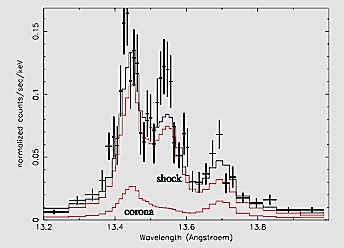 0.15
0.1
0.05
0
normalized counts/sec/keV
shock
corona
13.2
13.4
13.6
13.8
Wavelength (Angstroem)